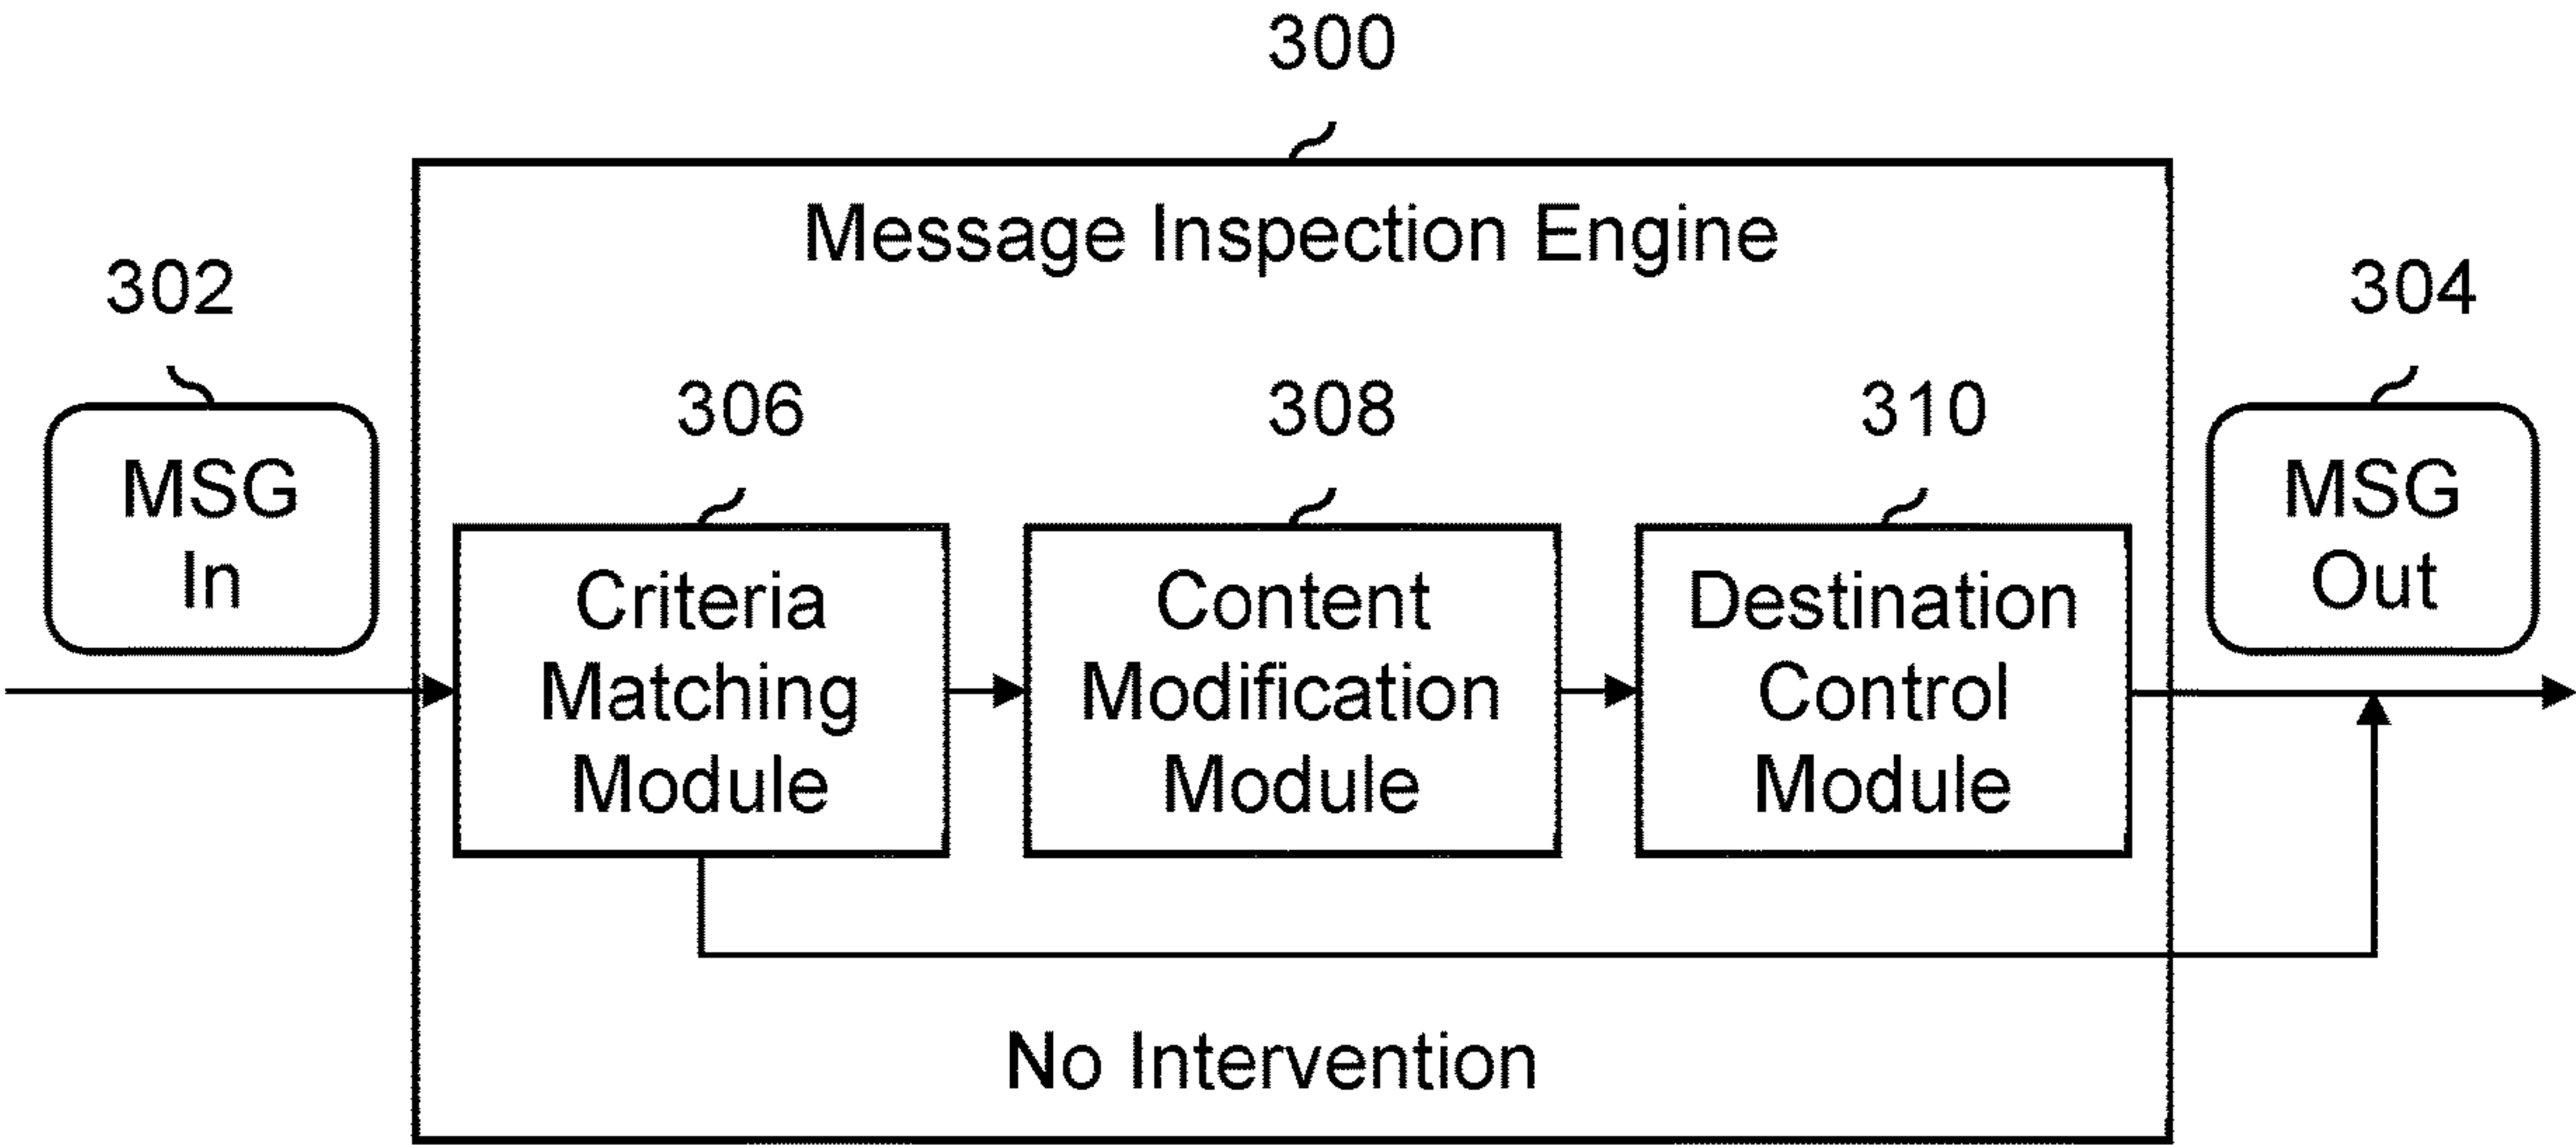 300
Message Inspection Engine
302
304
306
308
310
MSG
In
Criteria
Matching
Module
Content
Modification
Module
Destination
Control
Module
MSG
Out
No Intervention